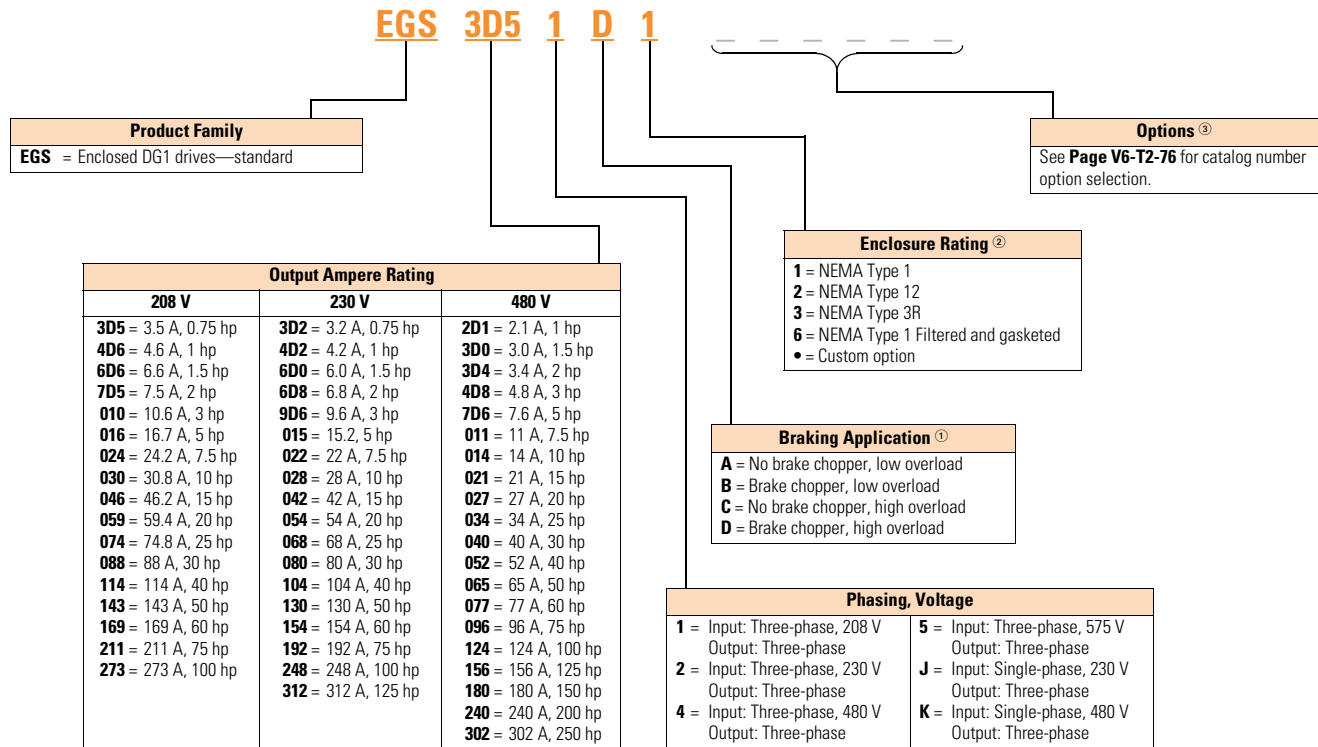 EGS 3D5 1 D 1 _ _ _ _ _ _
Product Family
EGS = Enclosed DG1 drives—standard
Options ③
See Page V6-T2-76 for catalog number
option selection.
Enclosure Rating ②
1 = NEMA Type 1
2 = NEMA Type 12
3 = NEMA Type 3R
6 = NEMA Type 1 Filtered and gasketed
• = Custom option
Output Ampere Rating
208 V
3D5 = 3.5 A, 0.75 hp
4D6 = 4.6 A, 1 hp
6D6 = 6.6 A, 1.5 hp
7D5 = 7.5 A, 2 hp
010 = 10.6 A, 3 hp
016 = 16.7 A, 5 hp
024 = 24.2 A, 7.5 hp
030 = 30.8 A, 10 hp
046 = 46.2 A, 15 hp
059 = 59.4 A, 20 hp
074 = 74.8 A, 25 hp
088 = 88 A, 30 hp
114 = 114 A, 40 hp
143 = 143 A, 50 hp
169 = 169 A, 60 hp
211 = 211 A, 75 hp
273 = 273 A, 100 hp
230 V
3D2 = 3.2 A, 0.75 hp
4D2 = 4.2 A, 1 hp
6D0 = 6.0 A, 1.5 hp
6D8 = 6.8 A, 2 hp
9D6 = 9.6 A, 3 hp
015 = 15.2, 5 hp
022 = 22 A, 7.5 hp
028 = 28 A, 10 hp
042 = 42 A, 15 hp
054 = 54 A, 20 hp
068 = 68 A, 25 hp
080 = 80 A, 30 hp
104 = 104 A, 40 hp
130 = 130 A, 50 hp
154 = 154 A, 60 hp
192 = 192 A, 75 hp
248 = 248 A, 100 hp
312 = 312 A, 125 hp
480 V
2D1 = 2.1 A, 1 hp
3D0 = 3.0 A, 1.5 hp
3D4 = 3.4 A, 2 hp
4D8 = 4.8 A, 3 hp
7D6 = 7.6 A, 5 hp
011 = 11 A, 7.5 hp
014 = 14 A, 10 hp
021 = 21 A, 15 hp
027 = 27 A, 20 hp
034 = 34 A, 25 hp
040 = 40 A, 30 hp
052 = 52 A, 40 hp
065 = 65 A, 50 hp
077 = 77 A, 60 hp
096 = 96 A, 75 hp
124 = 124 A, 100 hp
156 = 156 A, 125 hp
180 = 180 A, 150 hp
240 = 240 A, 200 hp
302 = 302 A, 250 hp
Braking Application ①
A = No brake chopper, low overload
B = Brake chopper, low overload
C = No brake chopper, high overload
D = Brake chopper, high overload
Phasing, Voltage
1 = Input: Three-phase, 208 V
Output: Three-phase
2 = Input: Three-phase, 230 V
Output: Three-phase
4 = Input: Three-phase, 480 V
Output: Three-phase
5 = Input: Three-phase, 575 V
Output: Three-phase
J = Input: Single-phase, 230 V
Output: Three-phase
K = Input: Single-phase, 480 V
Output: Three-phase